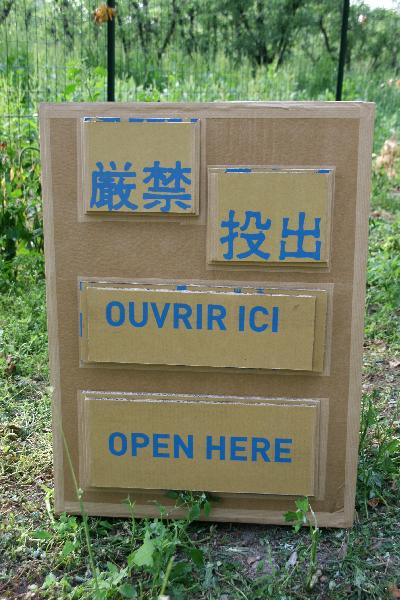 厳禁
投出
OUVRIR ICI
OPEN HERE